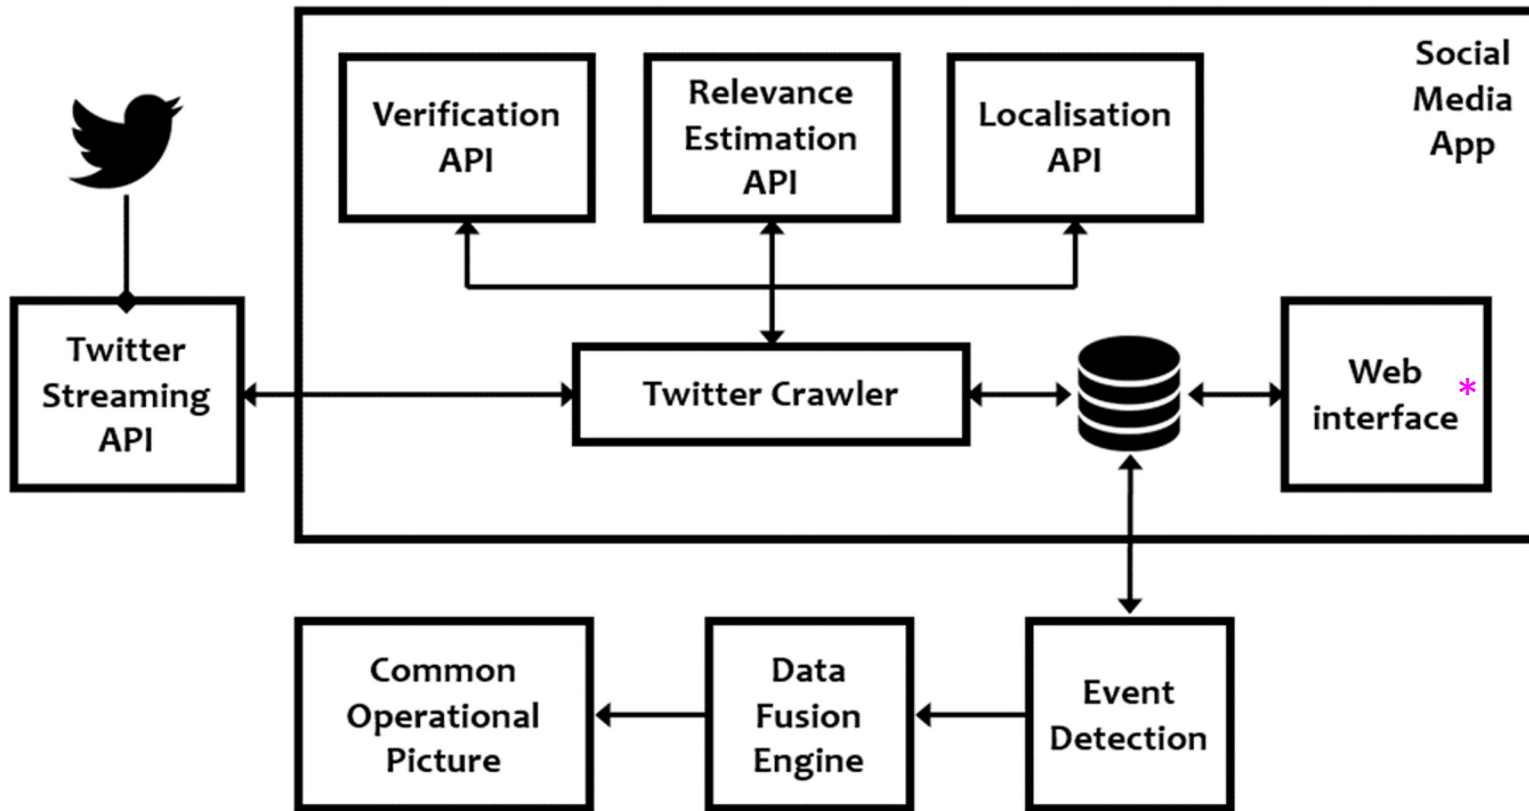 Social
Media
App
Verification
API
Relevance
Estimation
API
Localisation
API
Twitter
Streaming
API
Twitter Crawler
Web
interface*
Common
Operational
Picture
Data
Fusion
Engine
Event
Detection